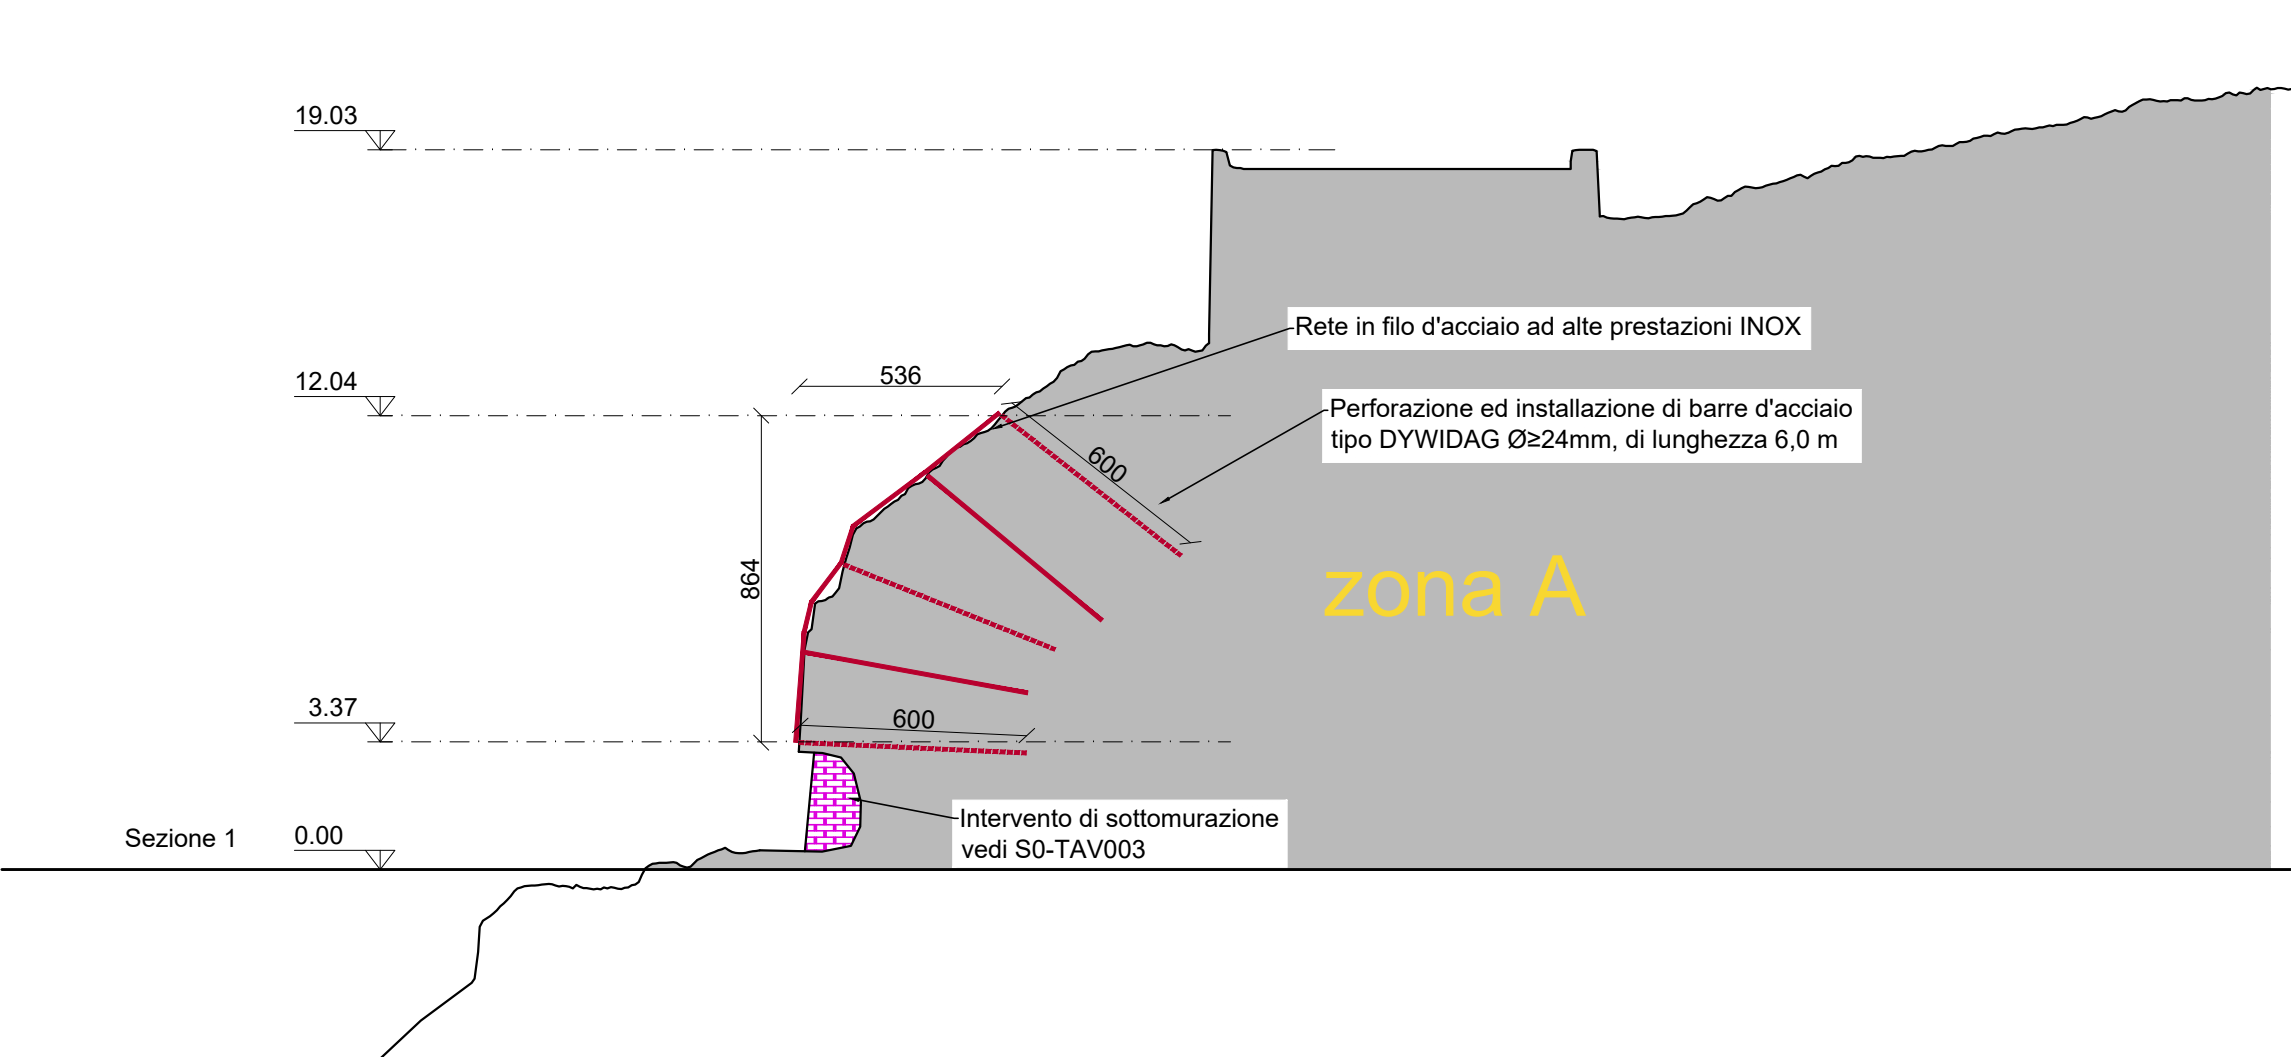 19.03
Rete in filo d'acciaio ad alte prestazioni INOX
12.04
536
Perforazione ed installazione di barre d'acciaio
tipo DYWIDAG Ø≥24mm, di lunghezza 6,0 m
600
864
zona A
3.37
600
Intervento di sottomurazione
vedi S0-TAV003
Sezione 1
0.00